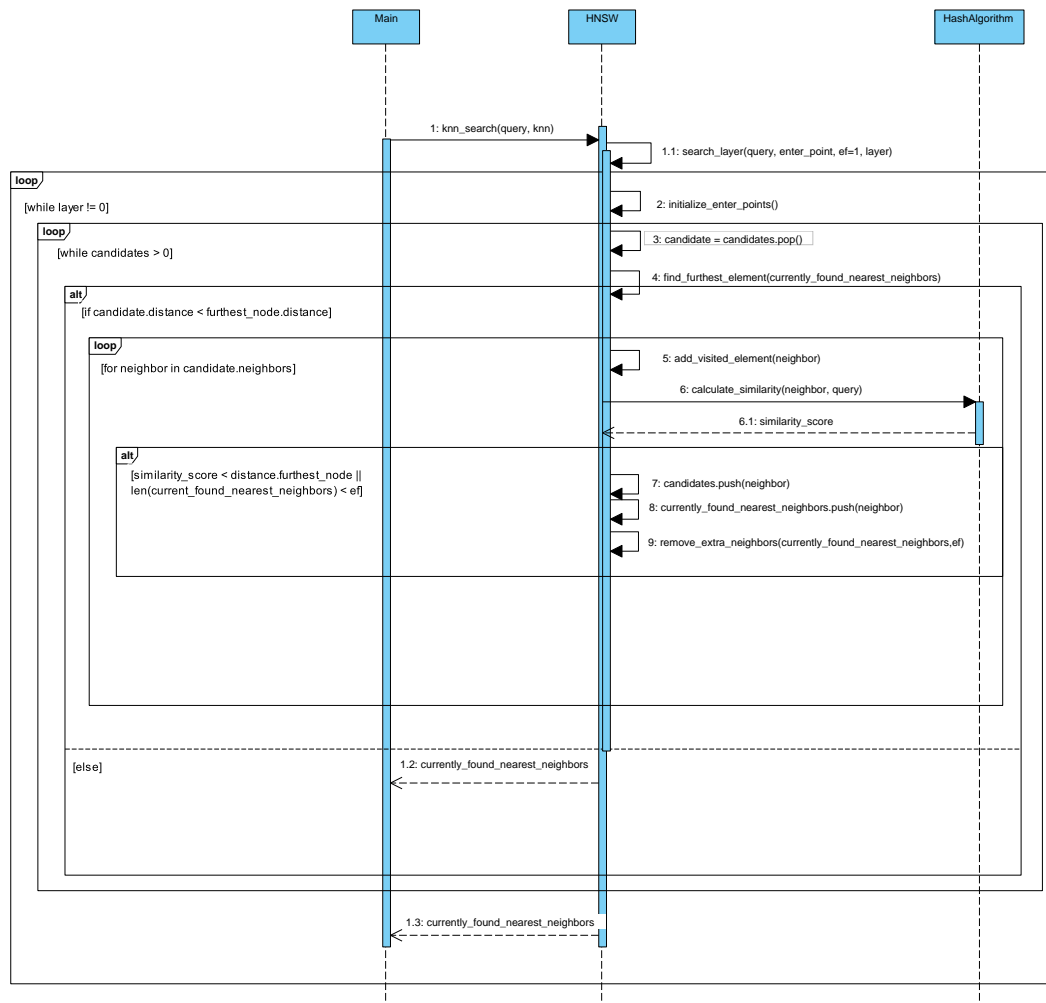 Main
HNSW
HashAlgorithm
1: knn_search(query, knn)
1.1: search_layer(query, enter_point, ef=1, layer)
loop
[while layer != 0]
2: initialize_enter_points()
loop
[while candidates > 0]
3: candidate = candidates.pop()
4: find_furthest_element(currently_found_nearest_neighbors)
alt
[if candidate.distance < furthest_node.distance]
loop
[for neighbor in candidate.neighbors]
5: add_visited_element(neighbor)
6: calculate_similarity(neighbor, query)
6.1: similarity_score
alt
[similarity_score < distance.furthest_node ||
len(current_found_nearest_neighbors) < ef]
7: candidates.push(neighbor)
8: currently_found_nearest_neighbors.push(neighbor)
9: remove_extra_neighbors(currently_found_nearest_neighbors,ef)
[else]
1.2: currently_found_nearest_neighbors
1.3: currently_found_nearest_neighbors